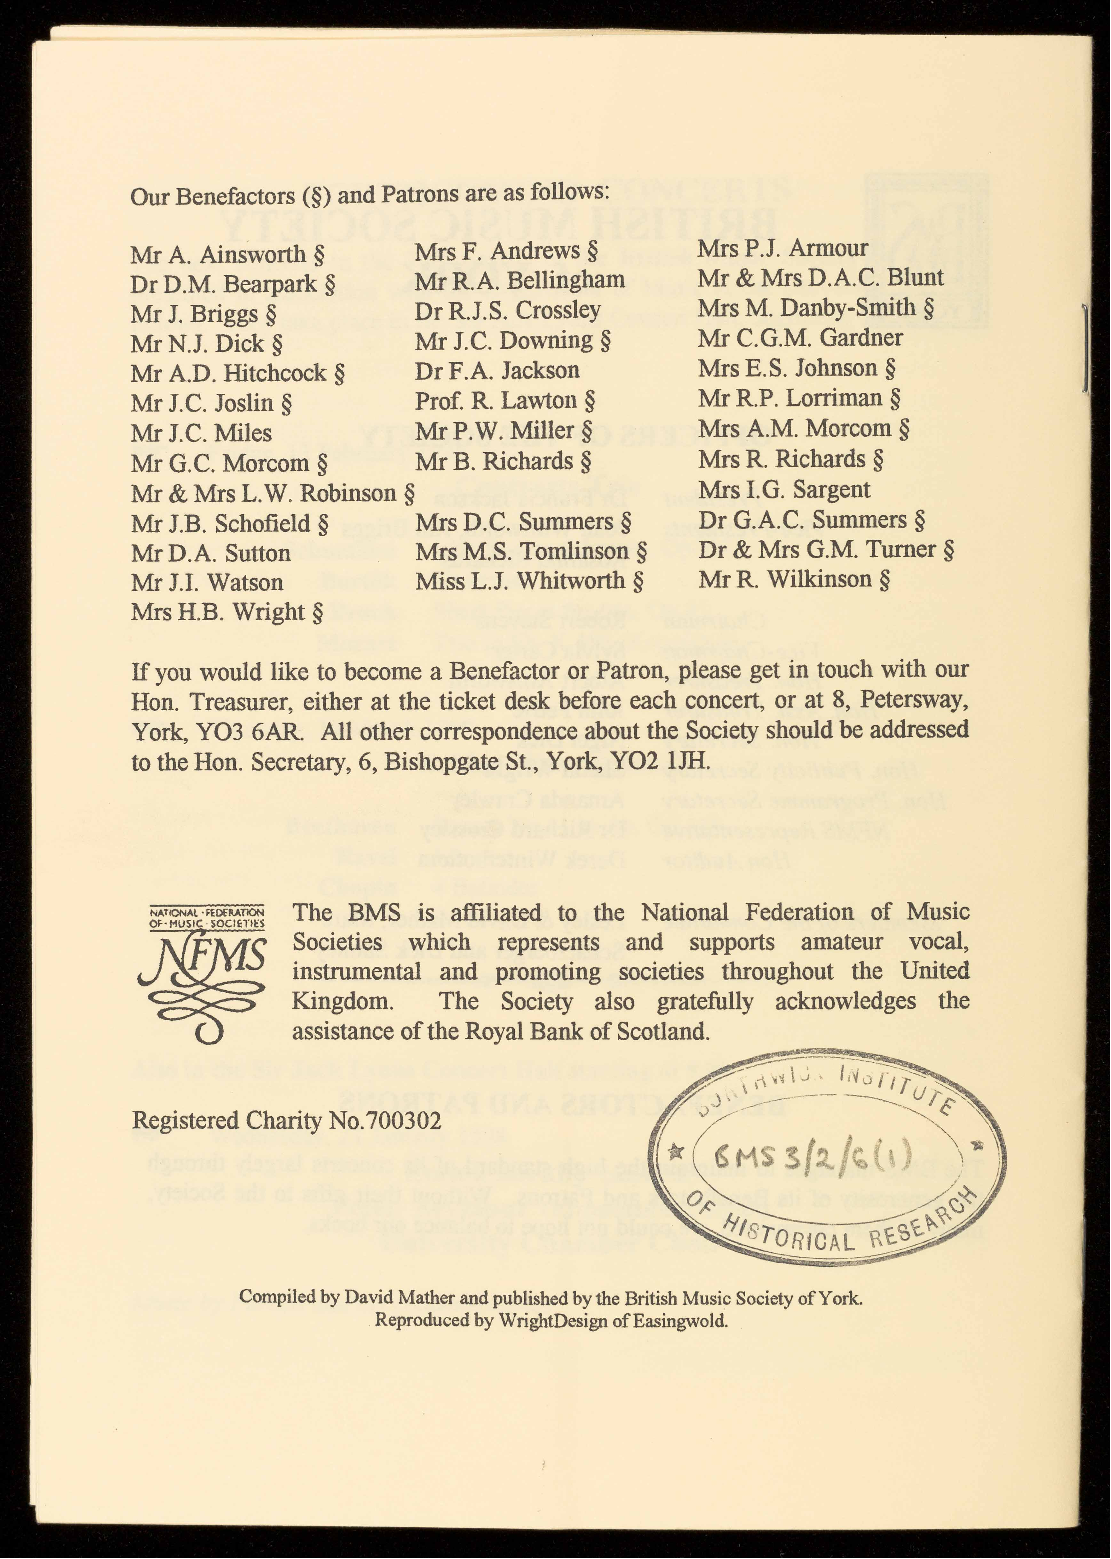 Our Benefactors (§) and Patrons are as follows:
Mr A. Ainsworth § Mrs F. Andrews § Mrs P.J. Armour
Dr D.M. Bearpark § Mr R.A. Bellingham Mr & Mrs D.A.C. Blunt
Mr J. Briggs § Dr R.J.S. Crossley Mrs M. Danby-Smith §
Mr N.J. Dick § Mr J.C. Downing § Mr C.G.M. Gardner
Mr A.D. Hitchcock § Dr F.A. Jackson Mrs E.S. Johnson §
Mr J.C. Joslin § Prof. R. Lawton § Mr R.P. Lorriman §
Mr J.C. Miles Mr P.W. Miller § Mrs A.M. Morcom §
Mr G.C. Morcom § Mr B. Richards § Mrs R. Richards §
Mr & Mrs L.W. Robinson § Mrs I.G. Sargent
Mr J.B. Schofield § Mrs D.C. Summers § Dr G.A.C. Summers §
Mr D.A. Sutton Mrs M.S. Tomlinson § Dr & Mrs G.M. Turner §
Mr J.I. Watson Miss L.J. Whitworth § Mr R. Wilkinson §
Mrs H.B. Wright §
If you would like to become a Benefactor or Patron, please get in touch with our
Hon. Treasurer, either at the ticket desk before each concert, or at 8, Petersway,
York, YO3 6AR. All other correspondence about the Society should be addressed
to the Hon. Secretary, 6, Bishopgate St., York, YO2 1JH.
NATIONAL · FEDERATION
OF · MUSIC · SOCIETIES
NFMS
The BMS is affiliated to the National Federation of Music
Societies which represents and supports amateur vocal,
instrumental and promoting societies throughout the United
Kingdom. The Society also gratefully acknowledges the
assistance of the Royal Bank of Scotland.
Registered Charity No.700302
BORTHWICK INSTITUTE
BMS 3/2/6(1)
OF HISTORICAL RESEARCH
Compiled by David Mather and published by the British Music Society of York.
Reproduced by WrightDesign of Easingwold.